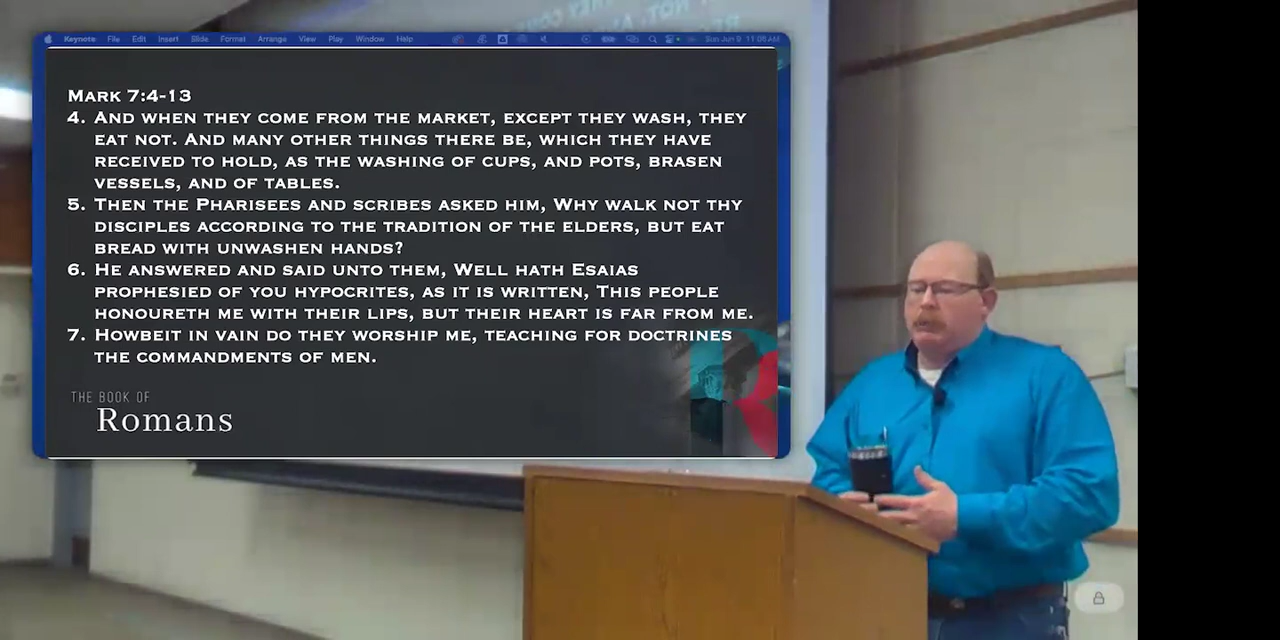 Keynote File Edit Insert Slide Format Arrange View Play Window Help Sun Jun 9 11:06 AM
MARK 7:4-13
4. AND WHEN THEY COME FROM THE MARKET, EXCEPT THEY WASH, THEY
EAT NOT. AND MANY OTHER THINGS THERE BE, WHICH THEY HAVE
RECEIVED TO HOLD, AS THE WASHING OF CUPS, AND POTS, BRASEN
VESSELS, AND OF TABLES.
5. THEN THE PHARISEES AND SCRIBES ASKED HIM, WHY WALK NOT THY
DISCIPLES ACCORDING TO THE TRADITION OF THE ELDERS, BUT EAT
BREAD WITH UNWASHEN HANDS?
6. HE ANSWERED AND SAID UNTO THEM, WELL HATH ESAIAS
PROPHESIED OF YOU HYPOCRITES, AS IT IS WRITTEN, THIS PEOPLE
HONOURETH ME WITH THEIR LIPS, BUT THEIR HEART IS FAR FROM ME.
7. HOWBEIT IN VAIN DO THEY WORSHIP ME, TEACHING FOR DOCTRINES
THE COMMANDMENTS OF MEN.
THE BOOK OF
Romans